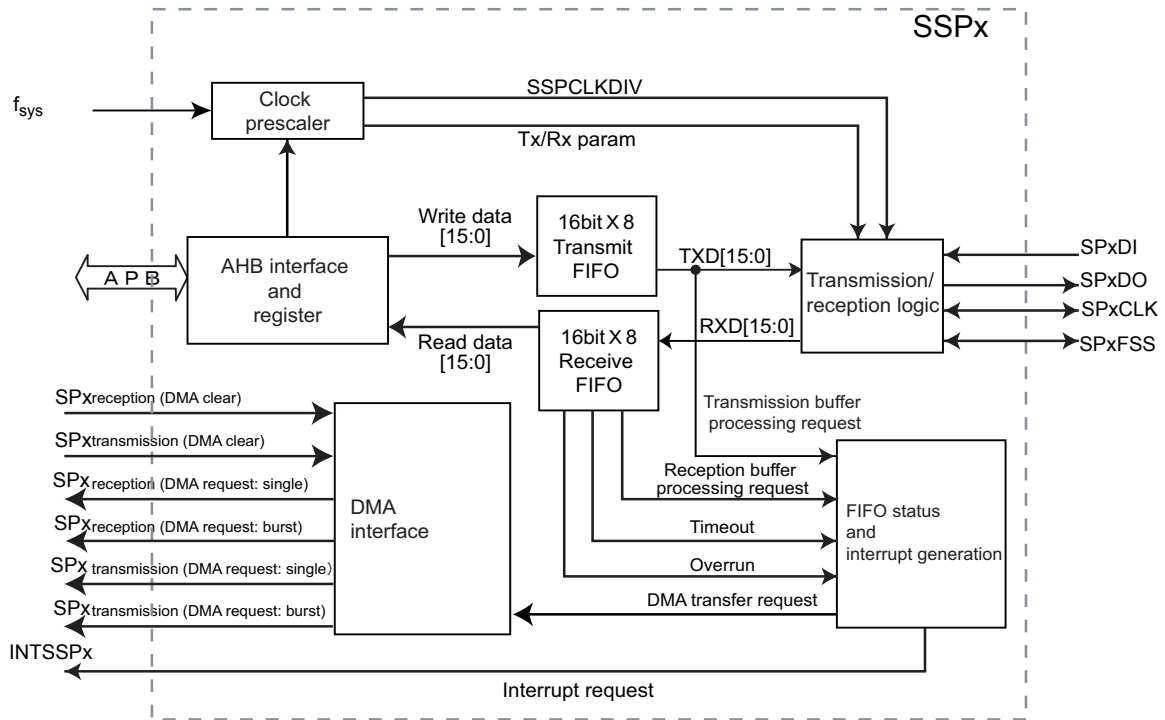 SSPx
fsys
Clock
prescaler
SSPCLKDIV
Tx/Rx param
Write data
[15:0]
16bit X 8
Transmit
FIFO
TXD[15:0]
A P B
AHB interface
and
register
Transmission/
reception logic
SPxDI
SPxDO
SPxCLK
SPxFSS
Read data
[15:0]
16bit X 8
Receive
FIFO
RXD[15:0]
SPxreception (DMA clear)
SPxtransmission (DMA clear)
SPx reception (DMA request: single)
SPxreception (DMA request: burst)
SPx transmission (DMA request: single)
SPxtransmission (DMA request: burst)
DMA
interface
Transmission buffer
processing request
Reception buffer
processing request
Timeout
Overrun
DMA transfer request
FIFO status
and
interrupt generation
INTSSPx
Interrupt request